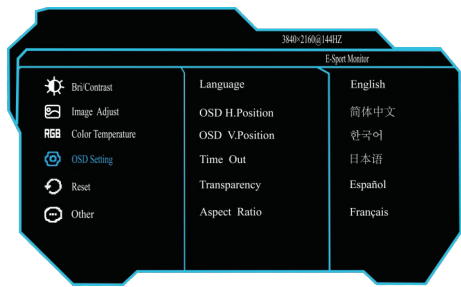 3840×2160@144HZ
E-Sport Monitor
Bri/Contrast
Image Adjust
RGB Color Temperature
OSD Setting
Reset
Other
Language
OSD H.Position
OSD V.Position
Time Out
Transparency
Aspect Ratio
English
简体中文
한국어
日本语
Español
Français